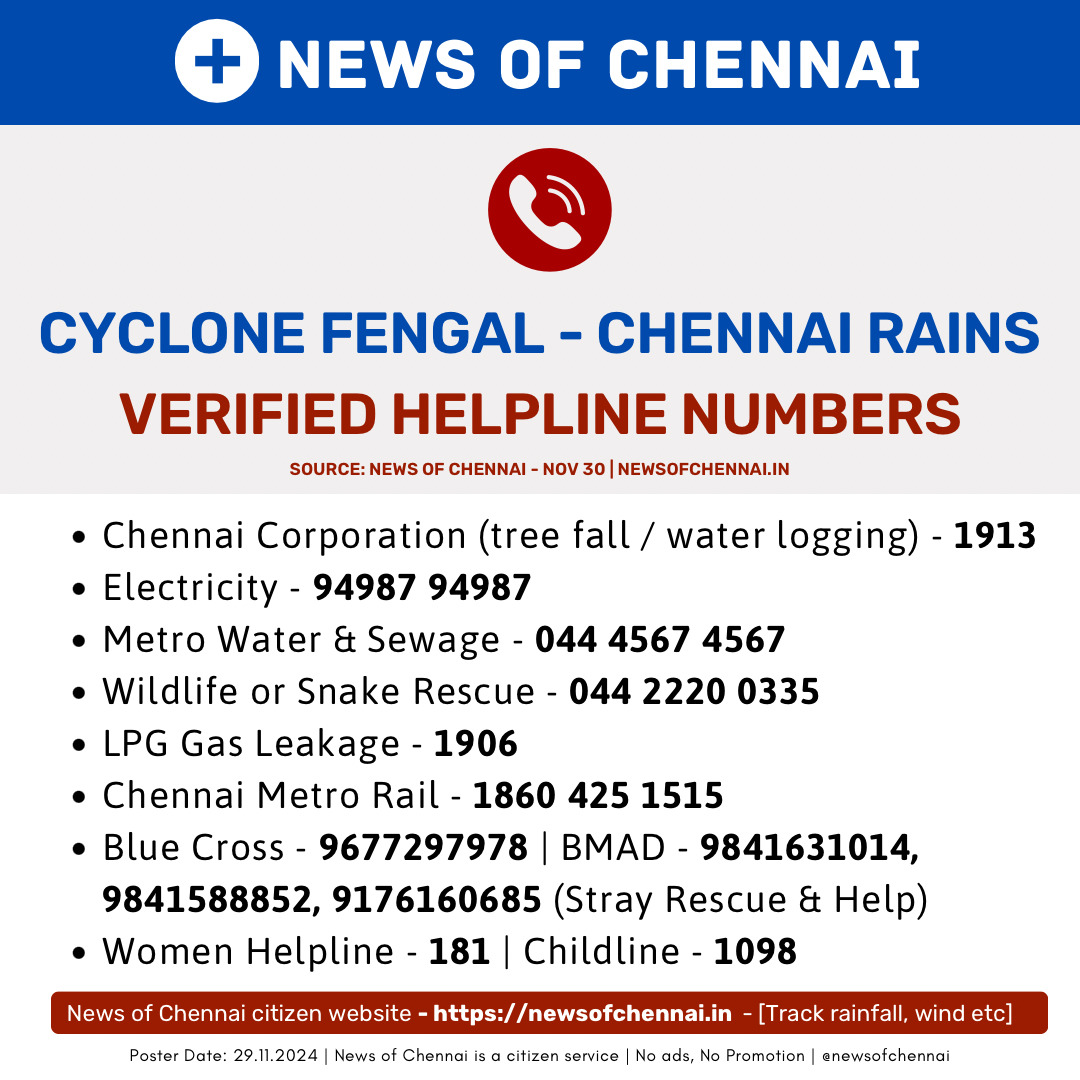 NEWS OF CHENNAI
CYCLONE FENGAL - CHENNAI RAINS
VERIFIED HELPLINE NUMBERS
SOURCE: NEWS OF CHENNAI - NOV 30 | NEWSOFCHENNAI.IN
• Chennai Corporation (tree fall / water logging) - 1913
• Electricity - 94987 94987
• Metro Water & Sewage - 044 4567 4567
• Wildlife or Snake Rescue - 044 2220 0335
• LPG Gas Leakage - 1906
• Chennai Metro Rail - 1860 425 1515
• Blue Cross - 9677297978 | BMAD - 9841631014,
9841588852, 9176160685 (Stray Rescue & Help)
• Women Helpline - 181 | Childline - 1098
News of Chennai citizen website - https://newsofchennai.in - [Track rainfall, wind etc]
Poster Date: 29.11.2024 | News of Chennai is a citizen service | No ads, No Promotion | @newsofchennai